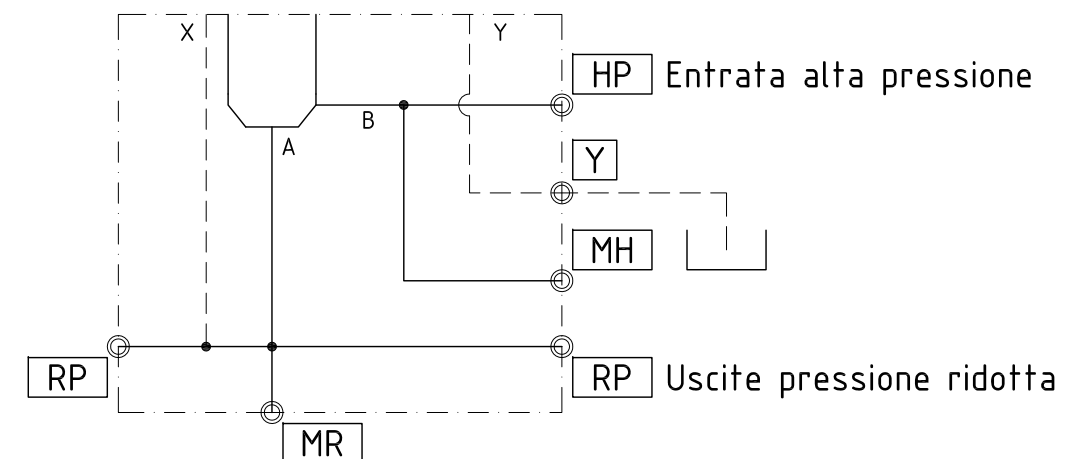 X
Y
HP Entrata alta pressione
B
A
Y
MH
RP
RP Uscite pressione ridotta
MR